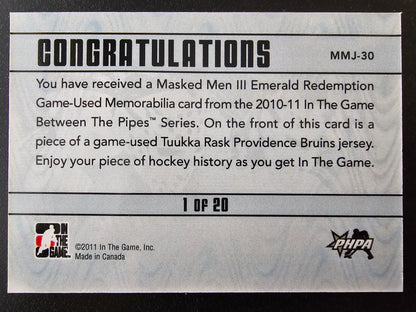 CONGRATULATIONS
MMJ-30
You have received a Masked Men III Emerald Redemption
Game-Used Memorabilia card from the 2010-11 In The Game
Between The Pipes™ Series. On the front of this card is a
piece of a game-used Tuukka Rask Providence Bruins jersey.
Enjoy your piece of hockey history as you get In The Game.
1 OF 20
IN
THE
GAME
©2011 In The Game, Inc.
Made in Canada
PHPA